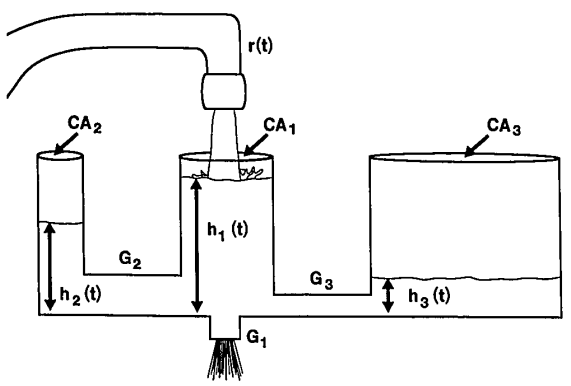 r(t)
CA₂
CA₁
CA₃
h₁ (t)
G₂
G₃
h₂ (t)
h₃ (t)
G₁